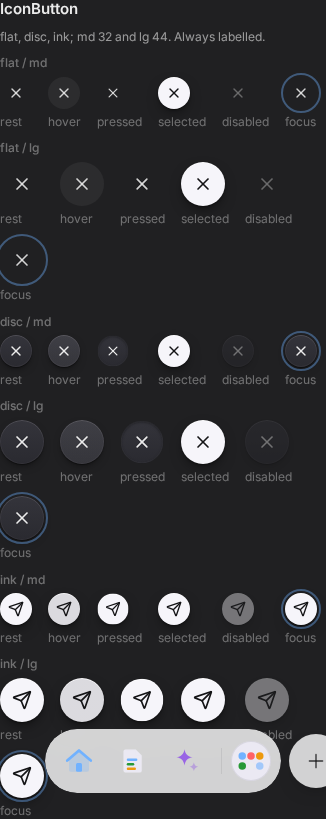 IconButton
flat, disc, ink; md 32 and lg 44. Always labelled.
flat / md
rest hover pressed selected disabled focus
flat / lg
rest hover pressed selected disabled
focus
disc / md
rest hover pressed selected disabled focus
disc / lg
rest hover pressed selected disabled
focus
ink / md
rest hover pressed selected disabled focus
ink / lg
rest
focus